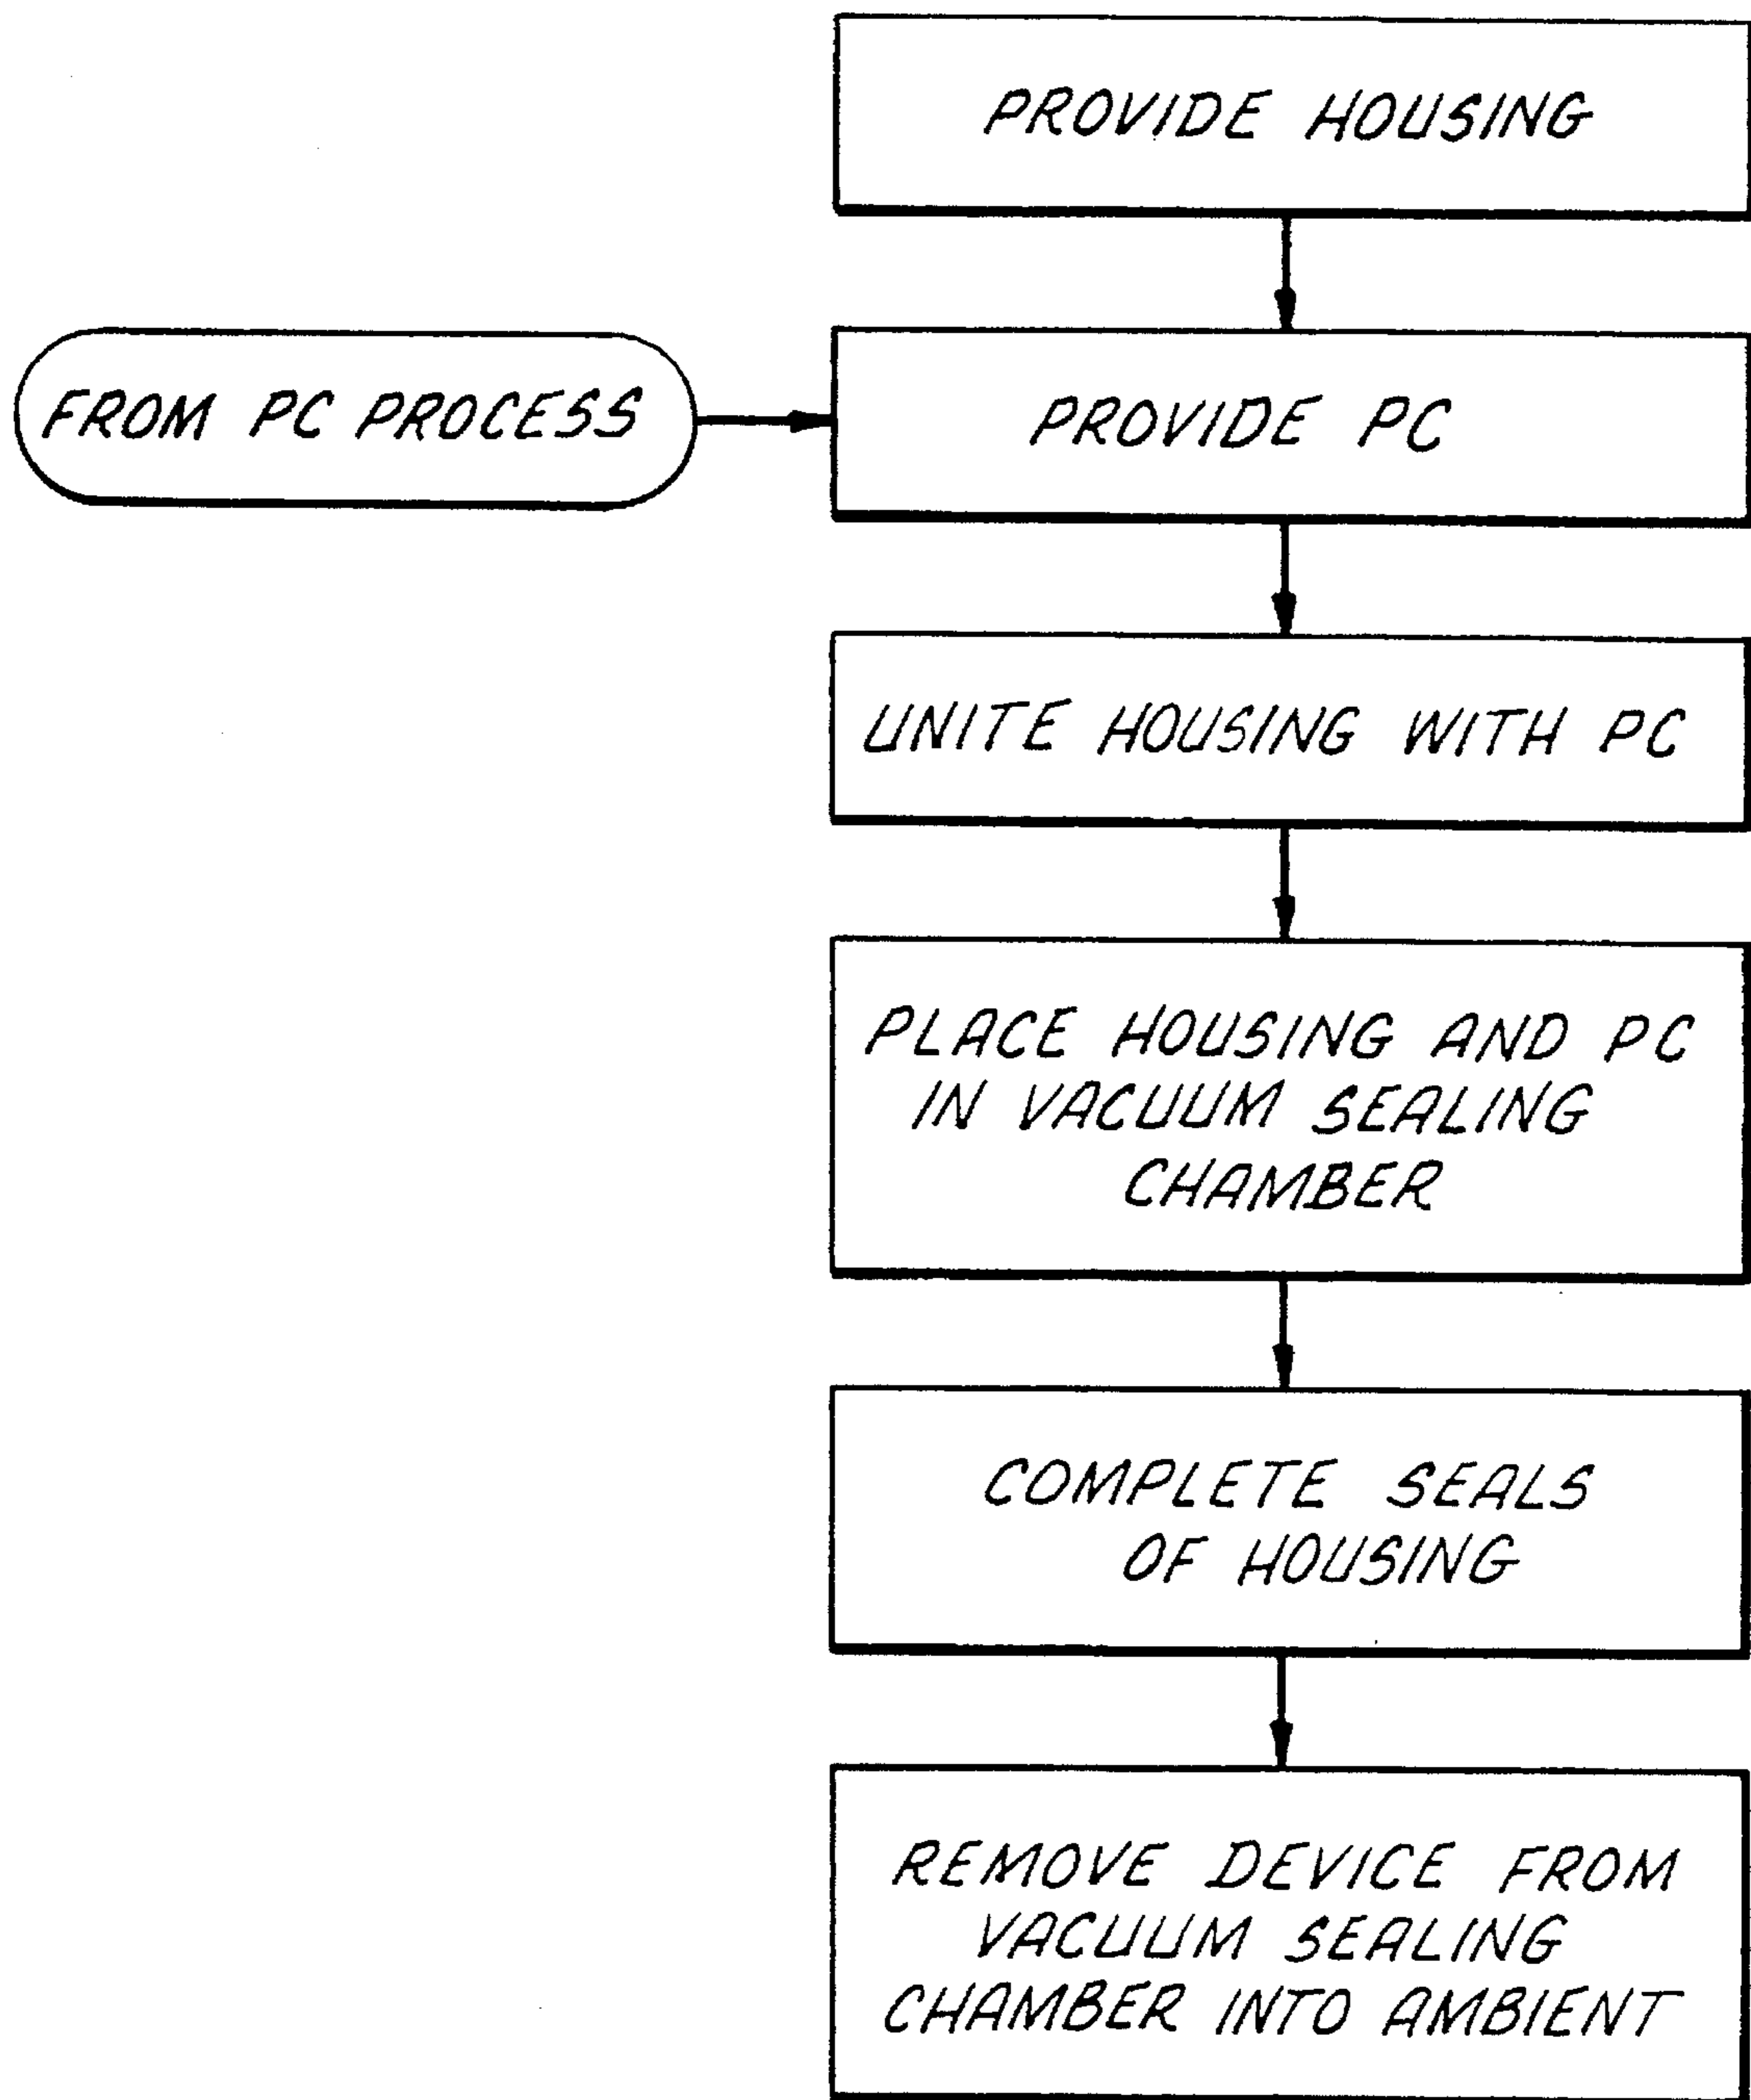 PROVIDE HOUSING
FROM PC PROCESS
PROVIDE PC
UNITE HOUSING WITH PC
PLACE HOUSING AND PC
IN VACUUM SEALING
CHAMBER
COMPLETE SEALS
OF HOUSING
REMOVE DEVICE FROM
VACUUM SEALING
CHAMBER INTO AMBIENT